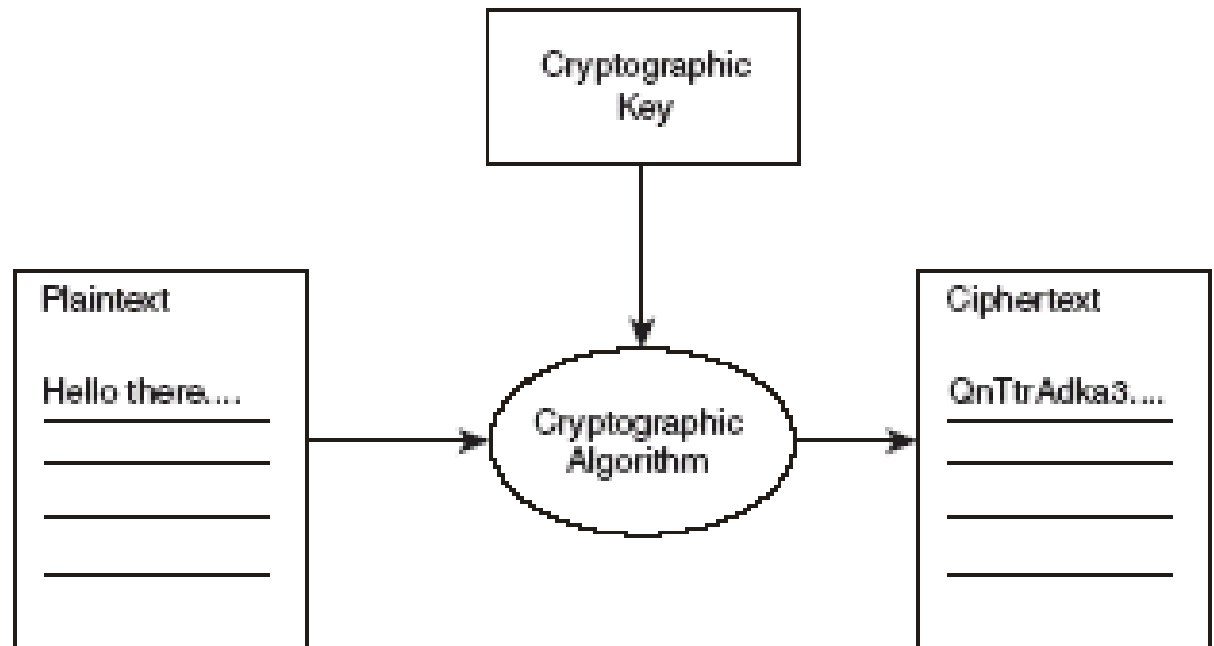 Cryptographic
Key
Plaintext
Hello there....
Cryptographic
Algorithm
Ciphertext
QnTtrAdka3....